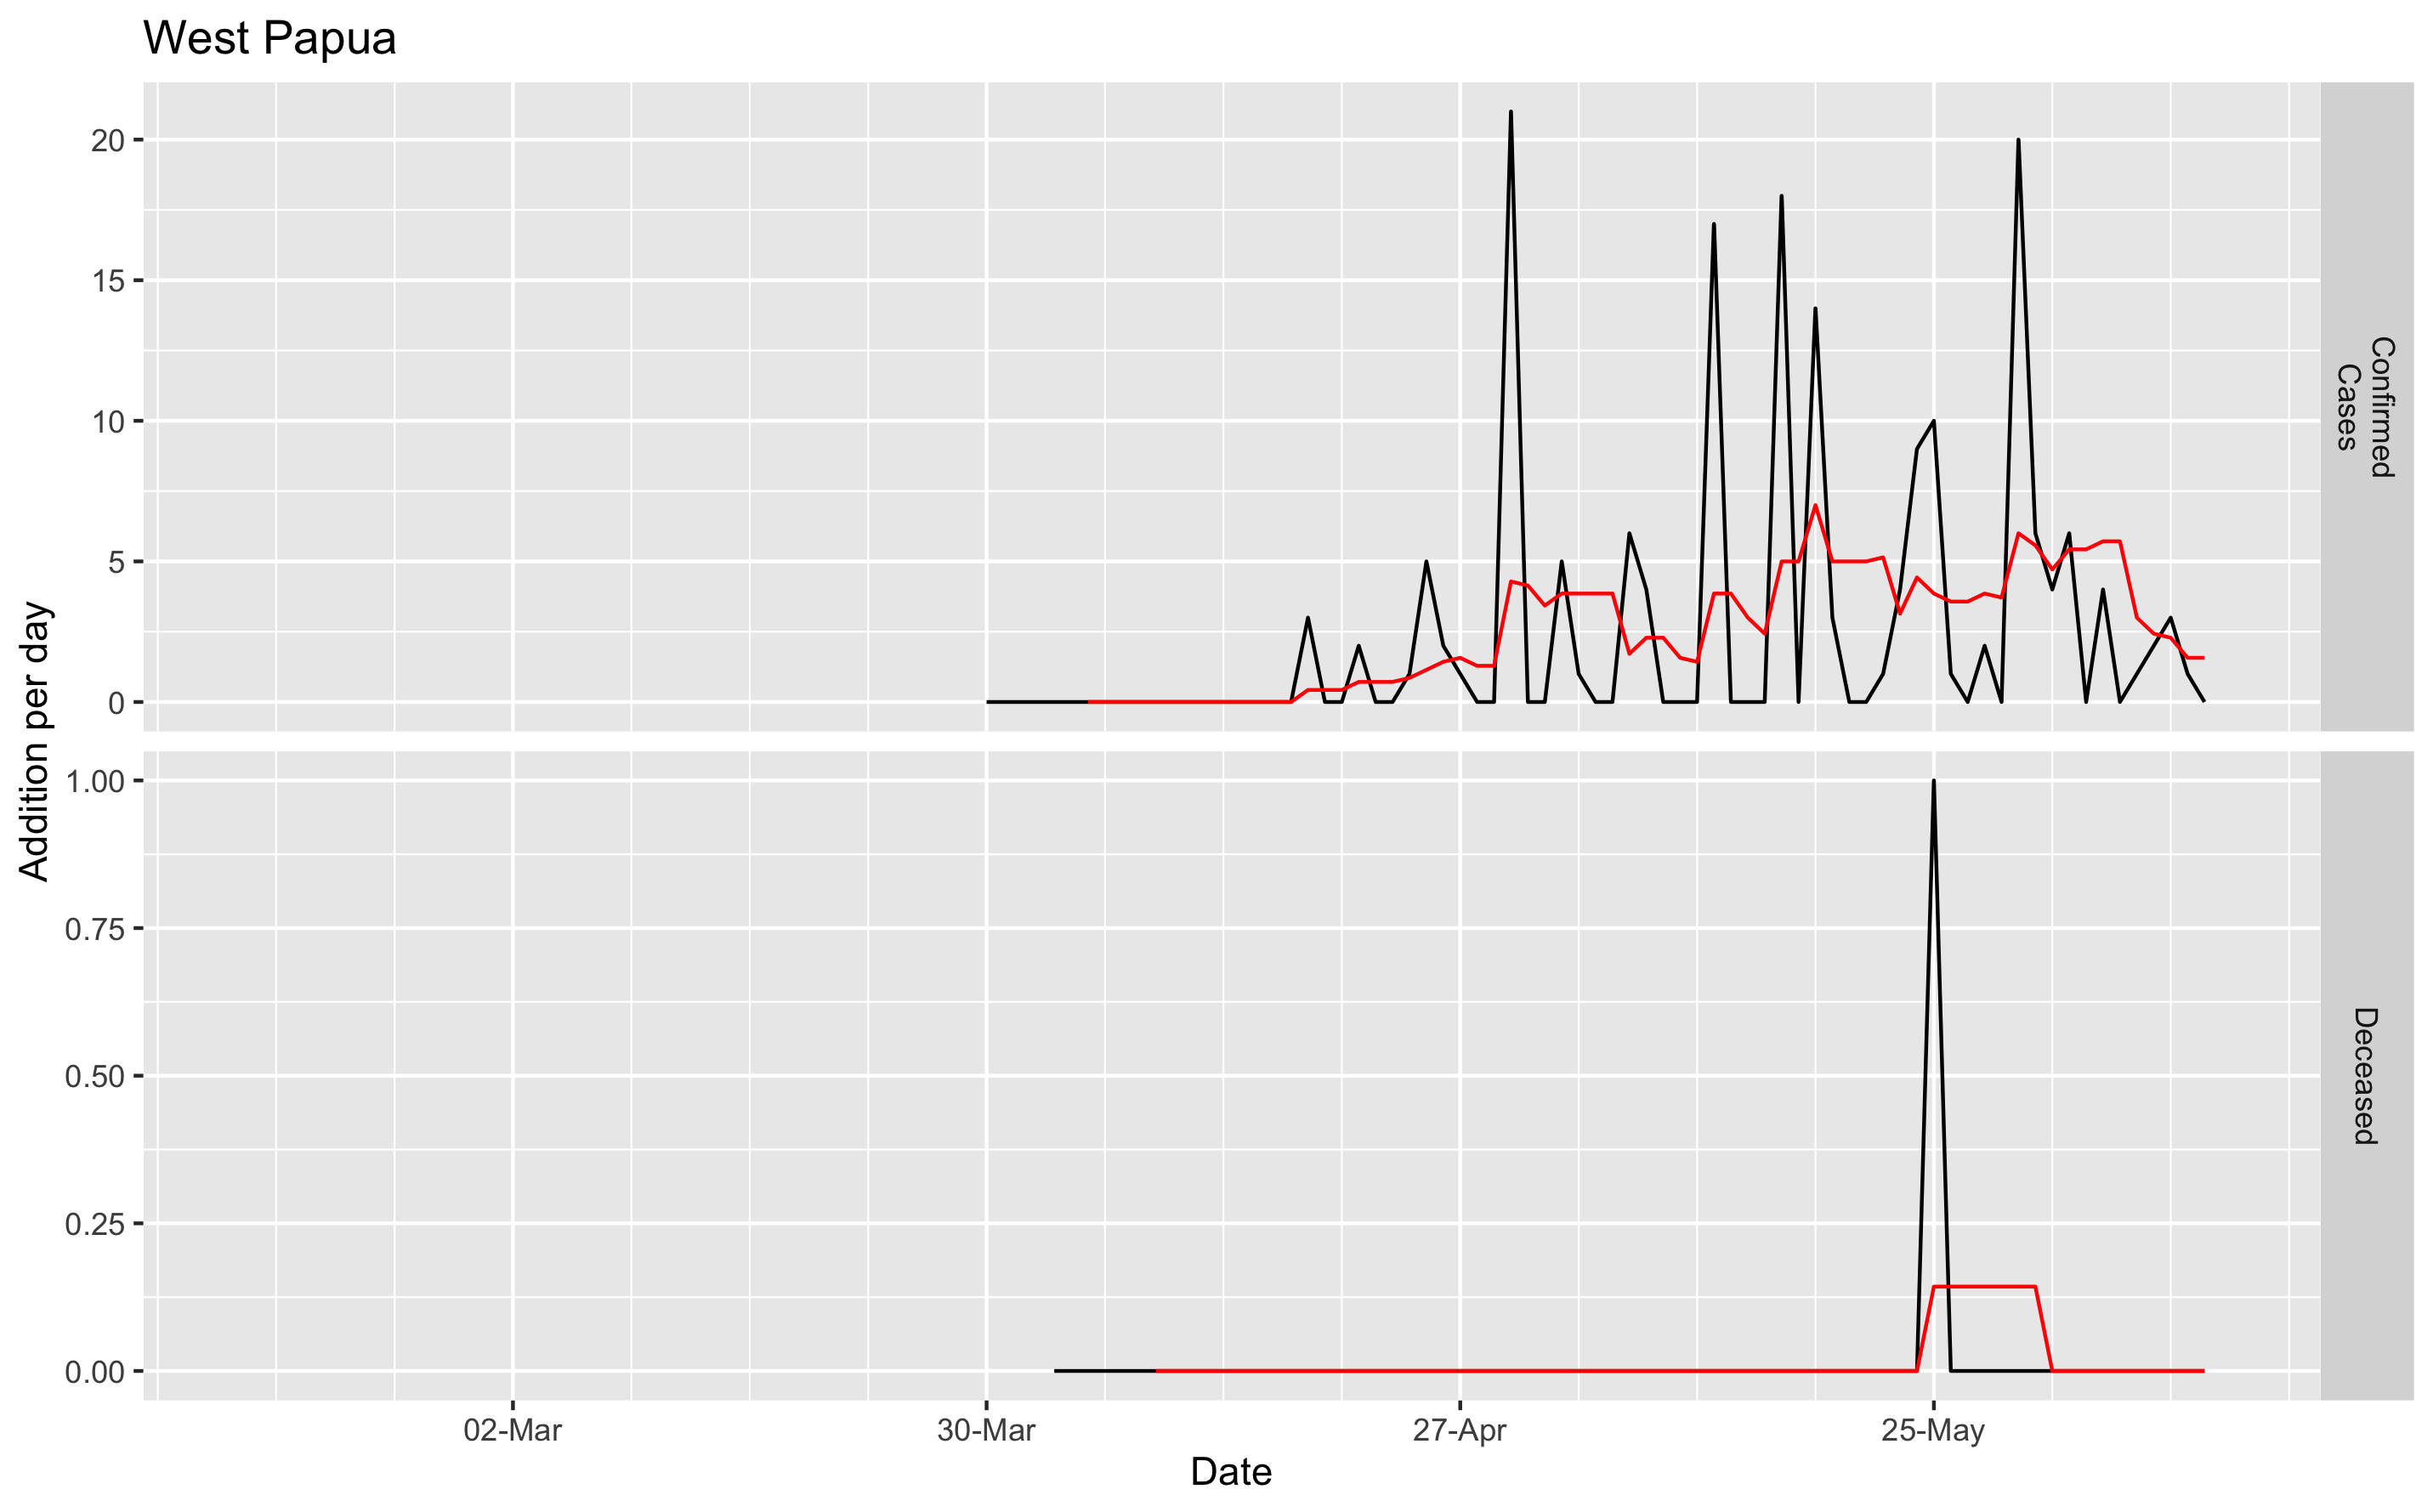 West Papua
Addition per day
20
15
10
5
0
Confirmed
Cases
1.00
0.75
0.50
0.25
0.00
Deceased
02-Mar
30-Mar
27-Apr
25-May
Date